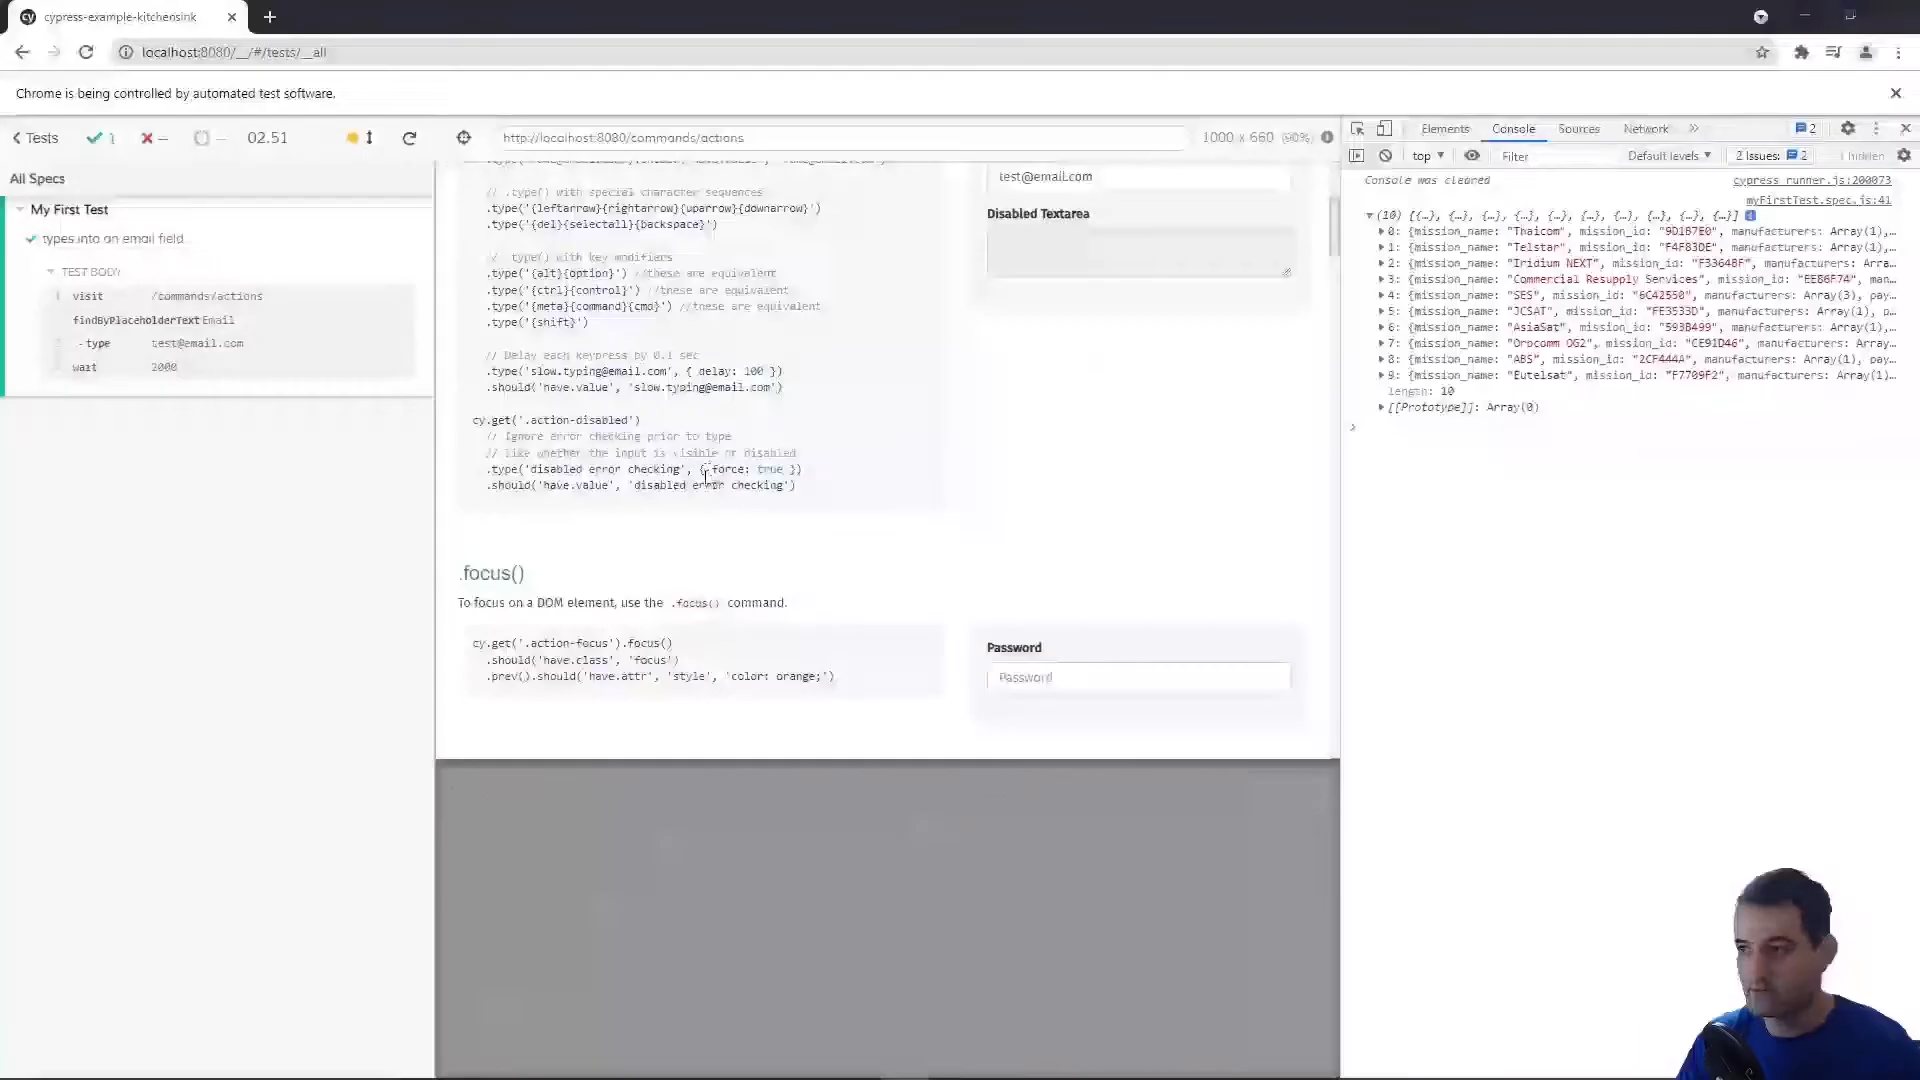 cypress-example-kitchensink
localhost:8080/__/#/tests/__all
Chrome is being controlled by automated test software.
Tests
1
--
--
02.51
http://localhost:8080/commands/actions
1000 x 660
All Specs
My First Test
types into an email field
TEST BODY
1 visit /commands/actions
findByPlaceholderText Email
-type test@email.com
wait 2000
// .type() with special character sequences
.type('{leftarrow}{rightarrow}{uparrow}{downarrow}')
.type('{del}{selectall}{backspace}')
// .type() with key modifiers
.type('{alt}{option}') //these are equivalent
.type('{ctrl}{control}') //these are equivalent
.type('{meta}{command}{cmd}') //these are equivalent
.type('{shift}')
// Delay each keypress by 0.1 sec
.type('slow.typing@email.com', { delay: 100 })
.should('have.value', 'slow.typing@email.com')
cy.get('.action-disabled')
// Ignore error checking prior to type
// like whether the input is visible or disabled
.type('disabled error checking', { force: true })
.should('have.value', 'disabled error checking')
test@email.com
Disabled Textarea
.focus()
To focus on a DOM element, use the .focus() command.
cy.get('.action-focus').focus()
.should('have.class', 'focus')
.prev().should('have.attr', 'style', 'color: orange;')
Password
Password
Elements Console Sources Network » 2
top Filter Default levels 2 Issues: 2 1 hidden
Console was cleared cypress_runner.js:200073
myFirstTest.spec.js:41
(10) [{…}, {…}, {…}, {…}, {…}, {…}, {…}, {…}, {…}, {…}]
0: {mission_name: "Thaicom", mission_id: "9D1B7E0", manufacturers: Array(1),…
1: {mission_name: "Telstar", mission_id: "F4F83DE", manufacturers: Array(1),…
2: {mission_name: "Iridium NEXT", mission_id: "F3364BF", manufacturers: Arra…
3: {mission_name: "Commercial Resupply Services", mission_id: "EE86F74", man…
4: {mission_name: "SES", mission_id: "6C42550", manufacturers: Array(3), pay…
5: {mission_name: "JCSAT", mission_id: "FE3533D", manufacturers: Array(1), p…
6: {mission_name: "AsiaSat", mission_id: "593B499", manufacturers: Array(1),…
7: {mission_name: "Orbcomm OG2", mission_id: "CE91D46", manufacturers: Array…
8: {mission_name: "ABS", mission_id: "2CF444A", manufacturers: Array(1), pay…
9: {mission_name: "Eutelsat", mission_id: "F7709F2", manufacturers: Array(1)…
length: 10
[[Prototype]]: Array(0)